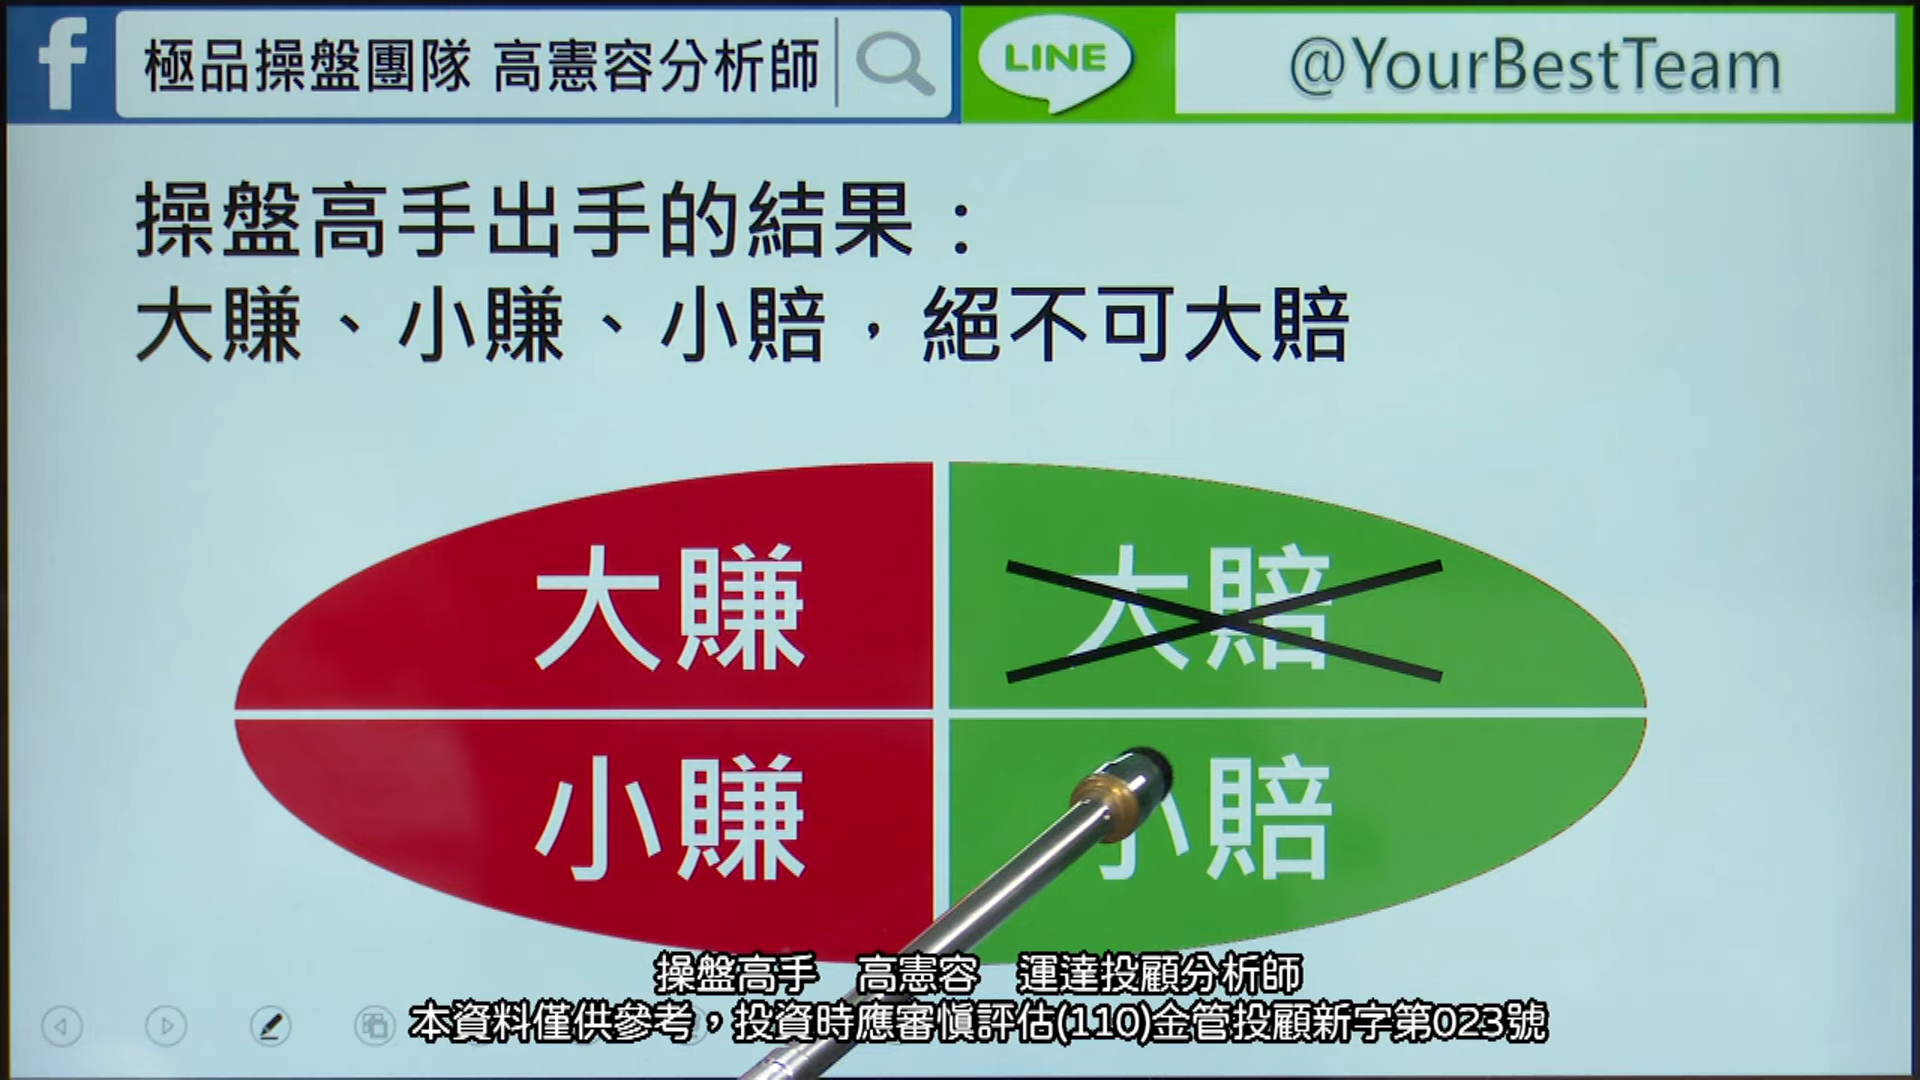 極品操盤團隊 高憲容分析師
LINE
@YourBestTeam
操盤高手出手的結果：
大賺、小賺、小賠，絕不可大賠
大賺
大賠
小賺
小賠
操盤高手 高憲容 運達投顧分析師
本資料僅供參考，投資時應審慎評估(110)金管投顧新字第023號